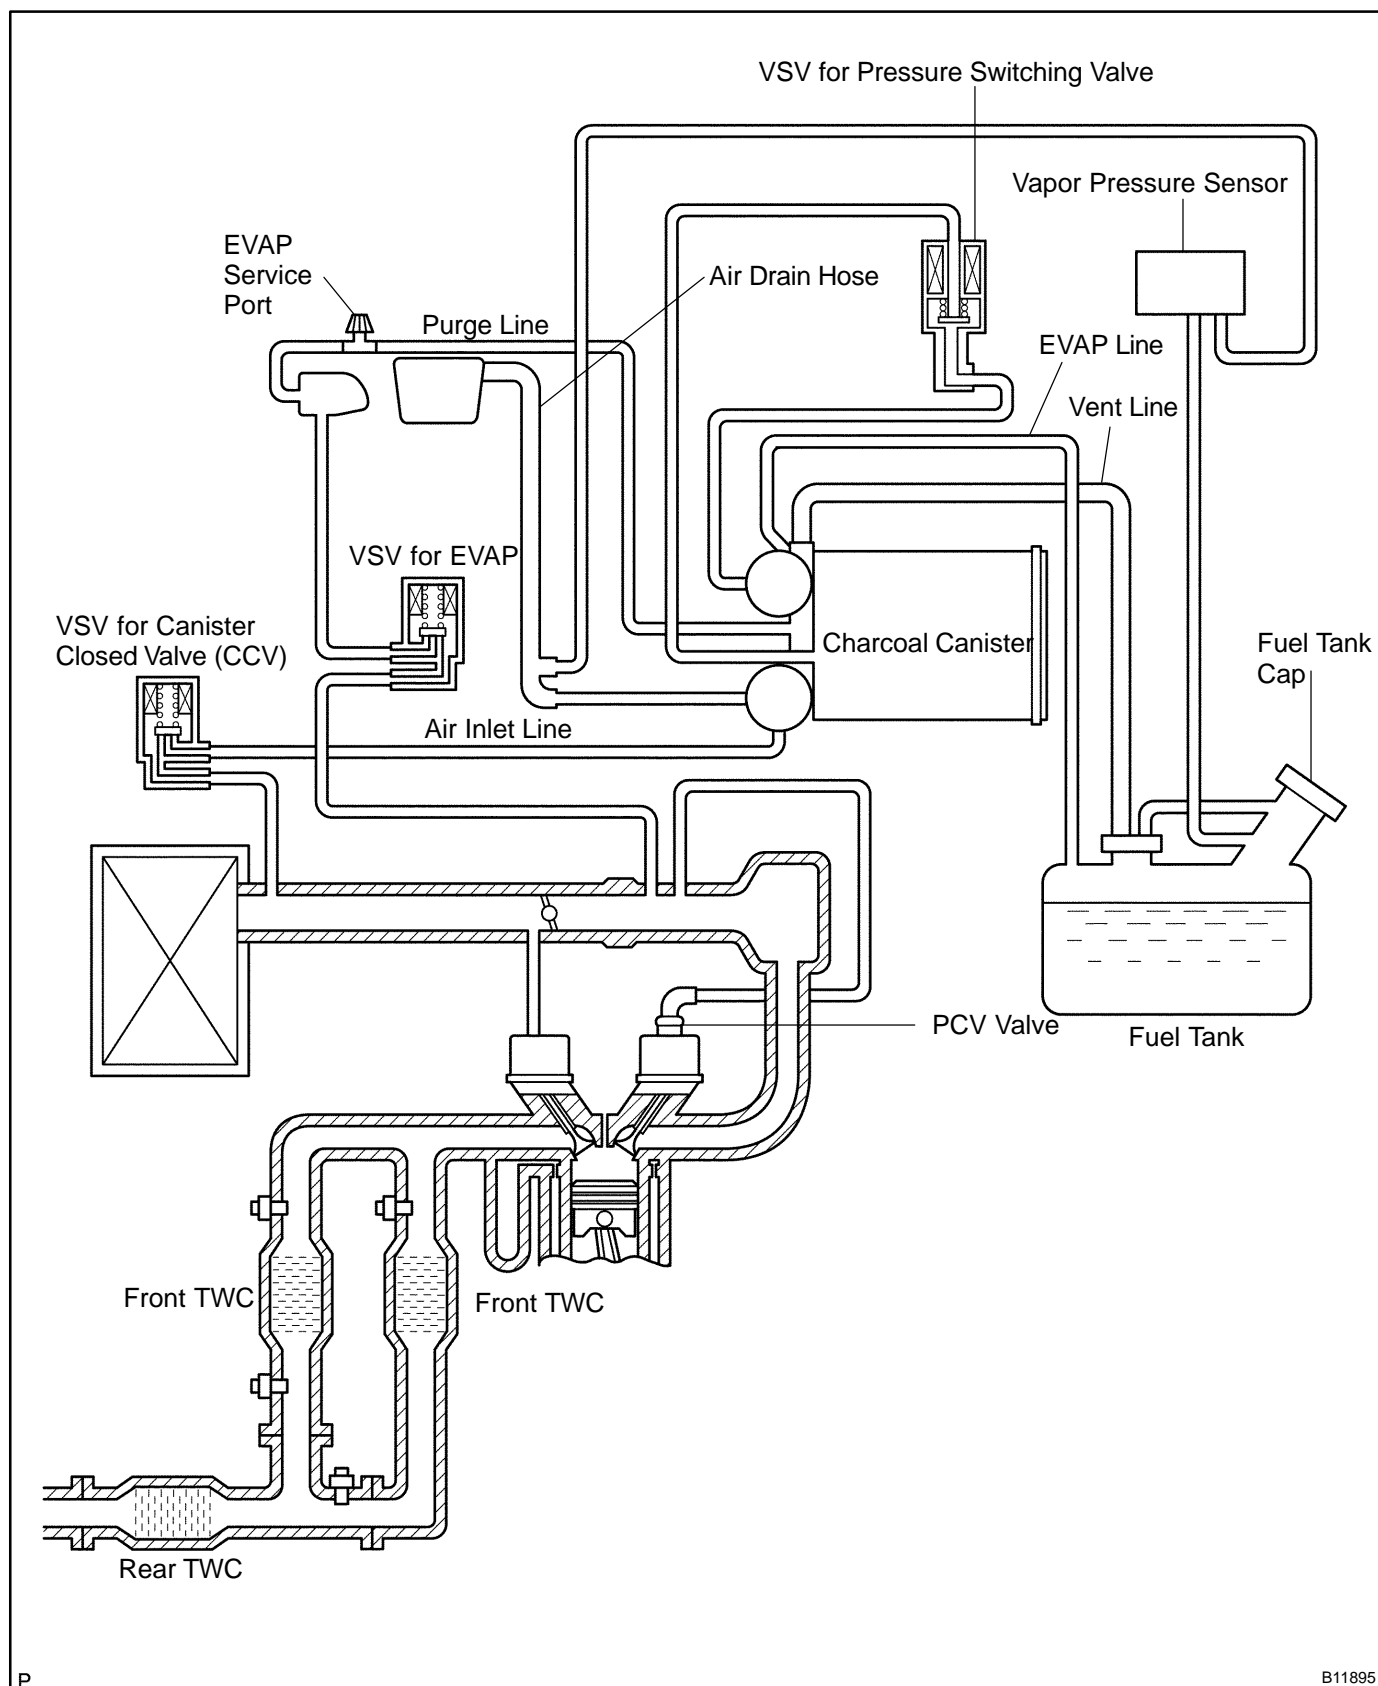 VSV for Pressure Switching Valve
Vapor Pressure Sensor
EVAP
Service
Port
Air Drain Hose
Purge Line
EVAP Line
Vent Line
VSV for EVAP
VSV for Canister
Closed Valve (CCV)
Charcoal Canister
Fuel Tank
Cap
Air Inlet Line
PCV Valve
Fuel Tank
Front TWC
Front TWC
Rear TWC
P
B11895